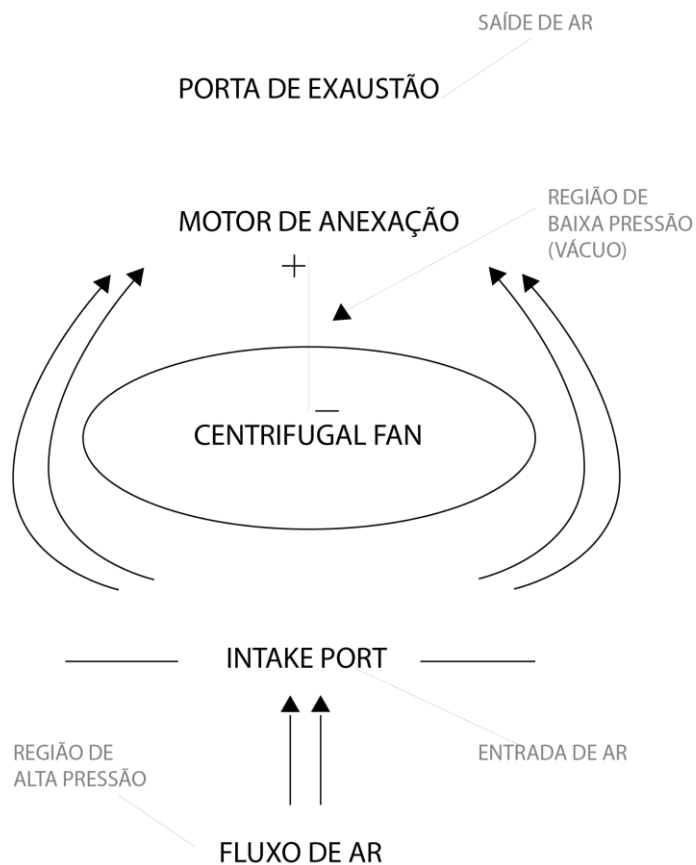 SAÍDE DE AR
PORTA DE EXAUSTÃO
REGIÃO DE
BAIXA PRESSÃO
(VÁCUO)
MOTOR DE ANEXAÇÃO
+
−
CENTRIFUGAL FAN
INTAKE PORT
ENTRADA DE AR
REGIÃO DE
ALTA PRESSÃO
FLUXO DE AR